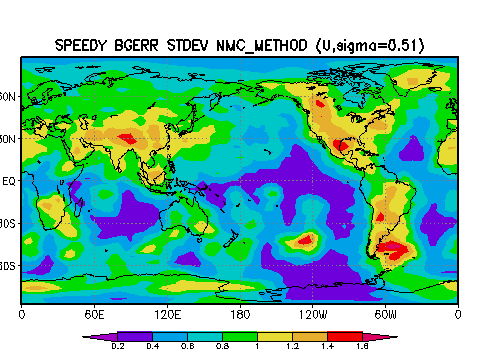 SPEEDY BGERR STDEV NMC_METHOD (U,sigma=0.51)
60N
30N
EQ
30S
60S
0 60E 120E 180 120W 60W 0
0.2 0.4 0.6 0.8 1 1.2 1.4 1.6